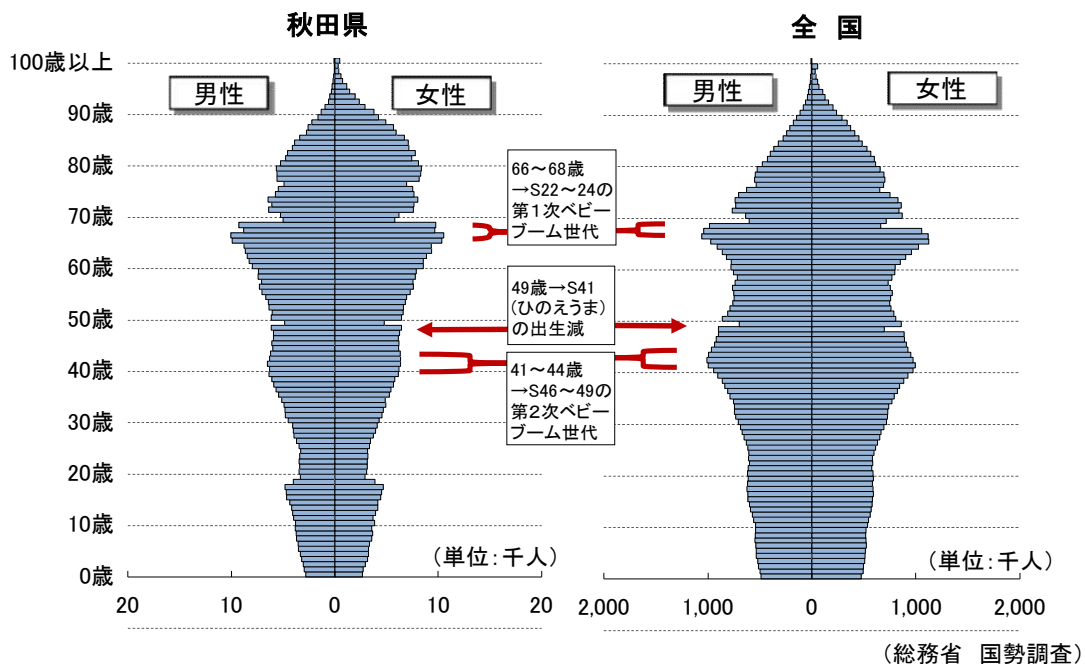 秋田県
全　国
100歳以上
男性
女性
男性
女性
90歳
80歳
70歳
60歳
50歳
40歳
30歳
20歳
10歳
0歳
66～68歳
→S22～24の
第１次ベビー
ブーム世代
49歳→S41
(ひのえうま)
の出生減
41～44歳
→S46～49の
第２次ベビー
ブーム世代
（単位：千人）
（単位：千人）
20 10 0 10 20
2,000 1,000 0 1,000 2,000
（総務省　国勢調査）